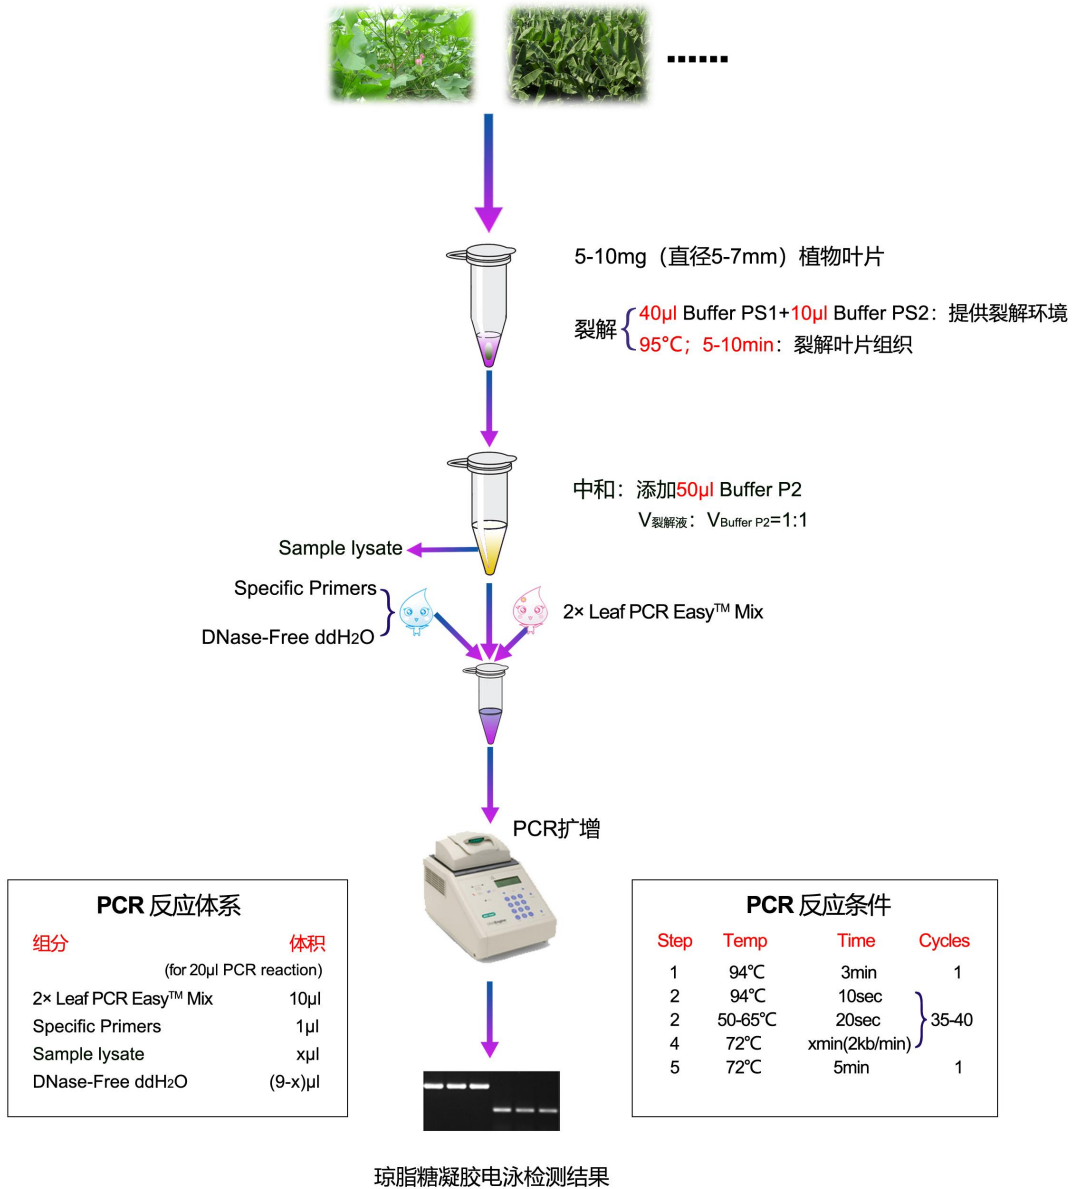 ......
5-10mg（直径5-7mm）植物叶片
裂解
40μl Buffer PS1+10μl Buffer PS2：提供裂解环境
95℃；5-10min：裂解叶片组织
中和：添加50μl Buffer P2
V裂解液：VBuffer P2=1:1
Sample lysate
Specific Primers
DNase-Free ddH2O
2× Leaf PCR Easy™ Mix
PCR扩增
PCR 反应体系
组分 体积
(for 20μl PCR reaction)
2× Leaf PCR Easy™ Mix 10μl
Specific Primers 1μl
Sample lysate xμl
DNase-Free ddH2O (9-x)μl
PCR 反应条件
Step Temp Time Cycles
1 94℃ 3min 1
2 94℃ 10sec
2 50-65℃ 20sec 35-40
4 72℃ xmin(2kb/min)
5 72℃ 5min 1
琼脂糖凝胶电泳检测结果